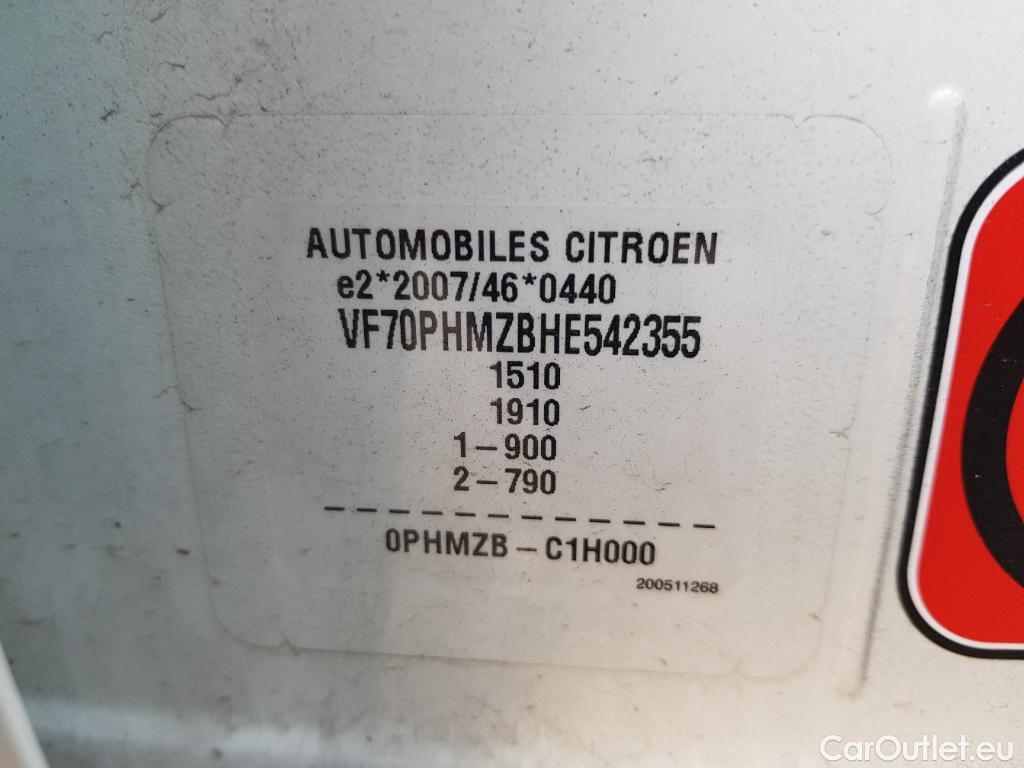 AUTOMOBILES CITROEN
e2*2007/46*0440
VF70PHMZBHE542355
1510
1910
1-900
2-790
------------
0PHMZB-C1H000
200511268
CarOutlet.eu